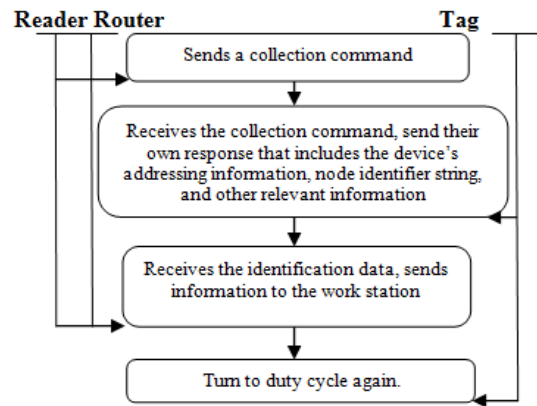 Reader Router Tag
Sends a collection command
Receives the collection command, send their
own response that includes the device's
addressing information, node identifier string,
and other relevant information
Receives the identification data, sends
information to the work station
Turn to duty cycle again.